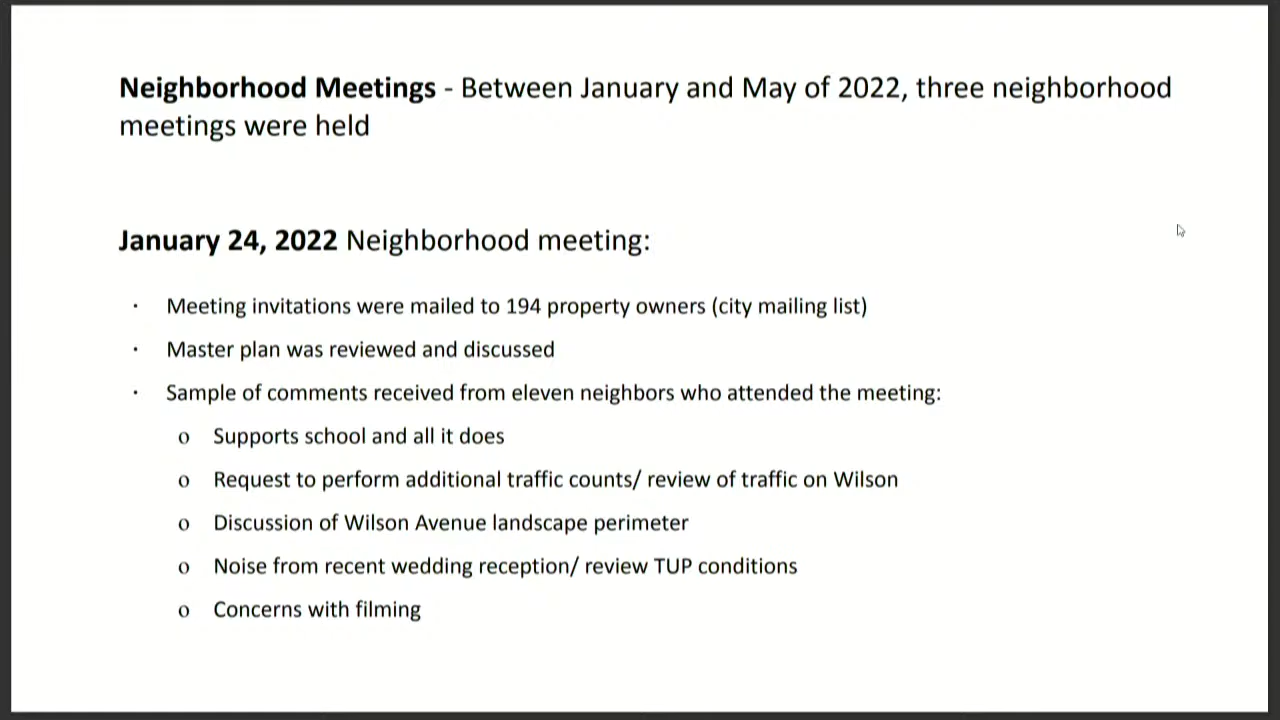 Neighborhood Meetings - Between January and May of 2022, three neighborhood
meetings were held
January 24, 2022 Neighborhood meeting:
· Meeting invitations were mailed to 194 property owners (city mailing list)
· Master plan was reviewed and discussed
· Sample of comments received from eleven neighbors who attended the meeting:
o Supports school and all it does
o Request to perform additional traffic counts/ review of traffic on Wilson
o Discussion of Wilson Avenue landscape perimeter
o Noise from recent wedding reception/ review TUP conditions
o Concerns with filming